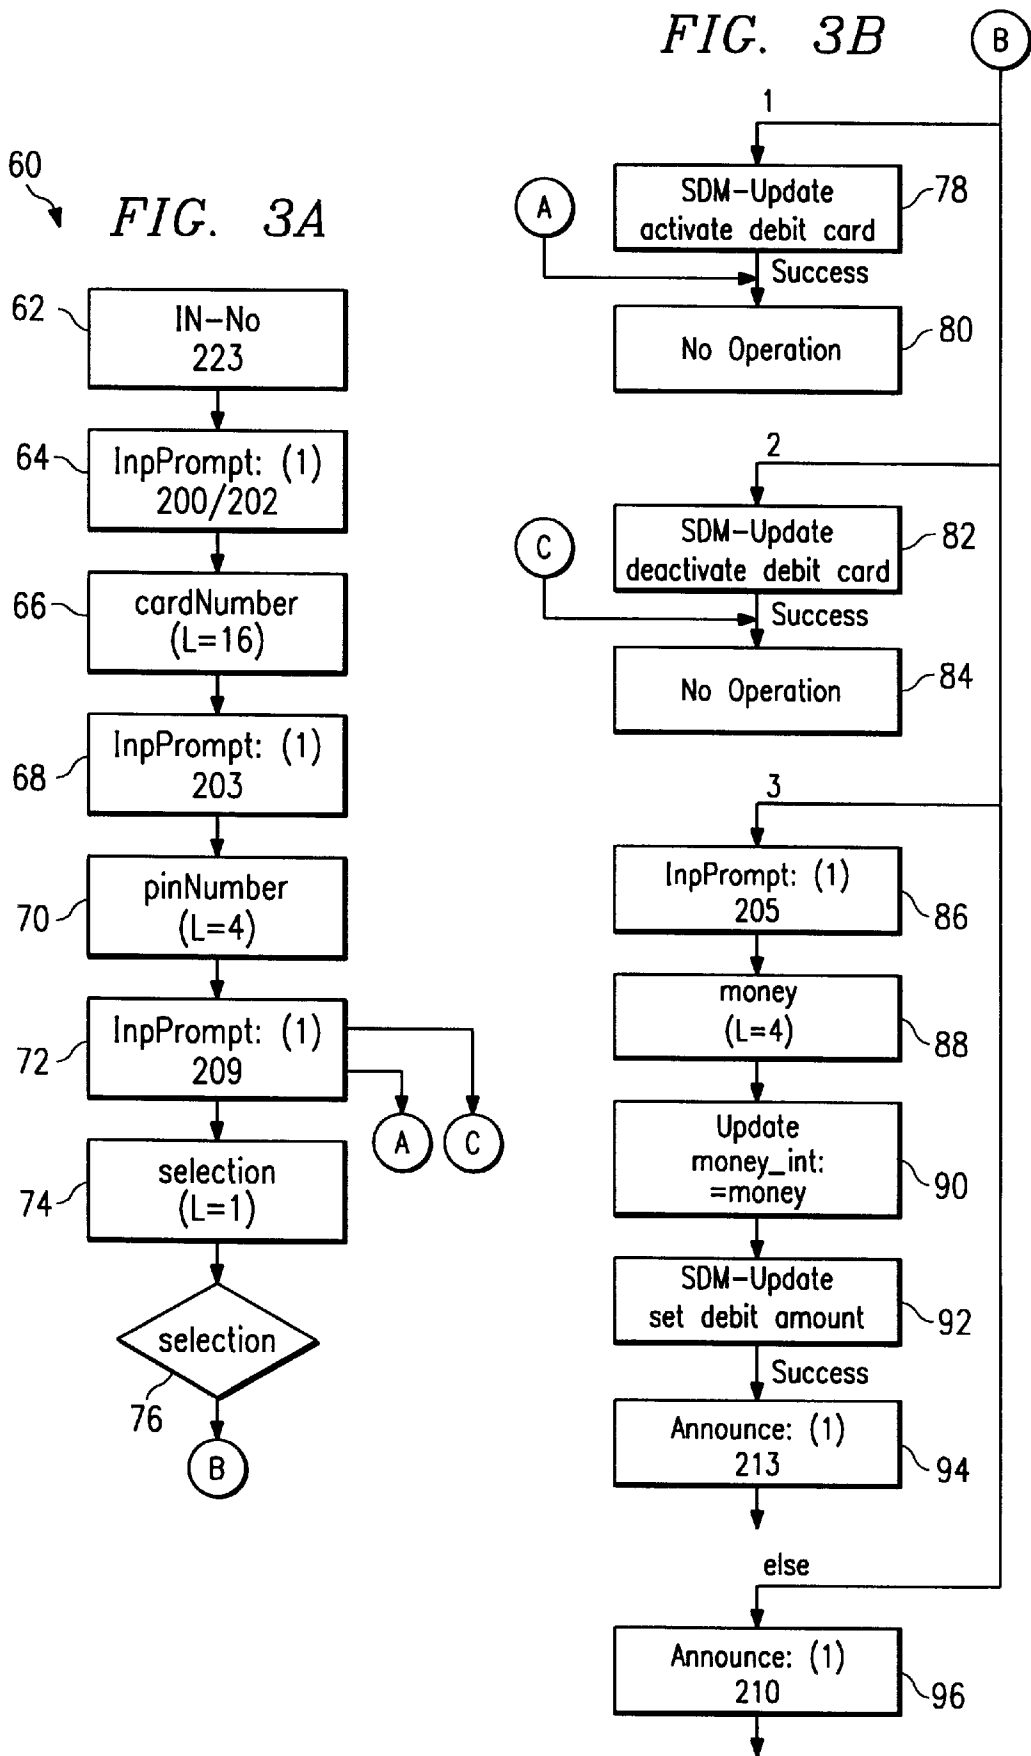 60
FIG. 3A
62
IN-No
223
64
InpPrompt: (1)
200/202
66
cardNumber
(L=16)
68
InpPrompt: (1)
203
70
pinNumber
(L=4)
72
InpPrompt: (1)
209
A
C
74
selection
(L=1)
selection
76
B
FIG. 3B
B
1
SDM-Update
activate debit card
78
A
Success
No Operation
80
2
SDM-Update
deactivate debit card
82
C
Success
No Operation
84
3
InpPrompt: (1)
205
86
money
(L=4)
88
Update
money_int:
=money
90
SDM-Update
set debit amount
92
Success
Announce: (1)
213
94
else
Announce: (1)
210
96